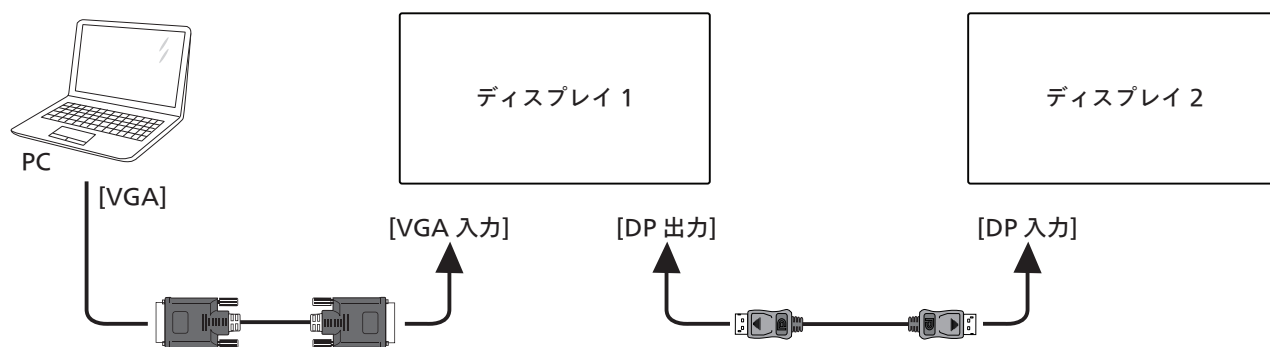 ディスプレイ 1
ディスプレイ 2
PC
[VGA]
[VGA 入力]
[DP 出力]
[DP 入力]